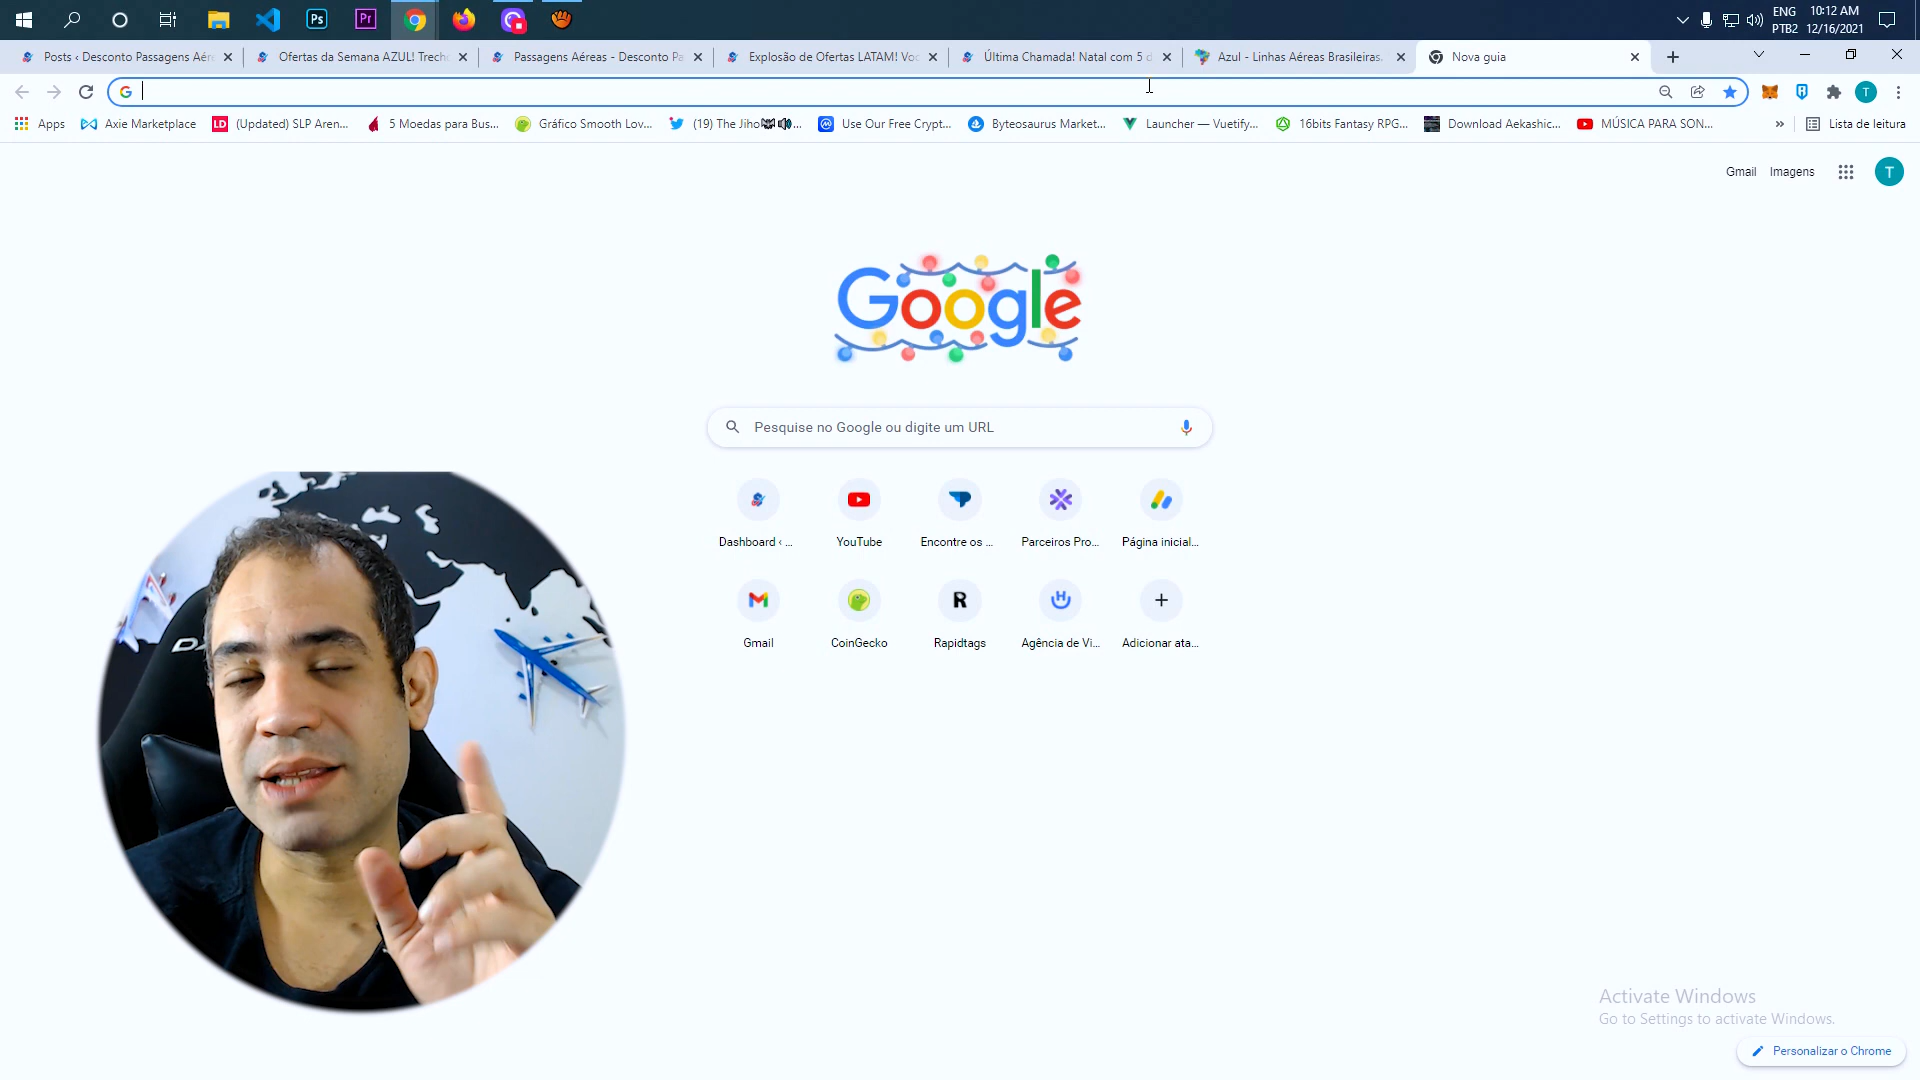 Ps
Pr
ENG
PTB2
10:12 AM
12/16/2021
Posts ‹ Desconto Passagens Aére
Ofertas da Semana AZUL! Trecho
Passagens Aéreas - Desconto Pa
Explosão de Ofertas LATAM! Voc
Última Chamada! Natal com 5 d
Azul - Linhas Aéreas Brasileiras.
Nova guia
Apps
Axie Marketplace
LD
(Updated) SLP Aren...
5 Moedas para Bus...
Gráfico Smooth Lov...
(19) The Jiho...
Use Our Free Crypt...
Byteosaurus Market...
Launcher — Vuetify...
16bits Fantasy RPG...
Download Aekashic...
MÚSICA PARA SON...
»
Lista de leitura
T
Gmail
Imagens
T
Google
Pesquise no Google ou digite um URL
Dashboard ‹ ...
YouTube
Encontre os ...
Parceiros Pro...
Página inicial...
R
Gmail
CoinGecko
Rapidtags
Agência de Vi...
Adicionar ata...
Activate Windows
Go to Settings to activate Windows.
Personalizar o Chrome